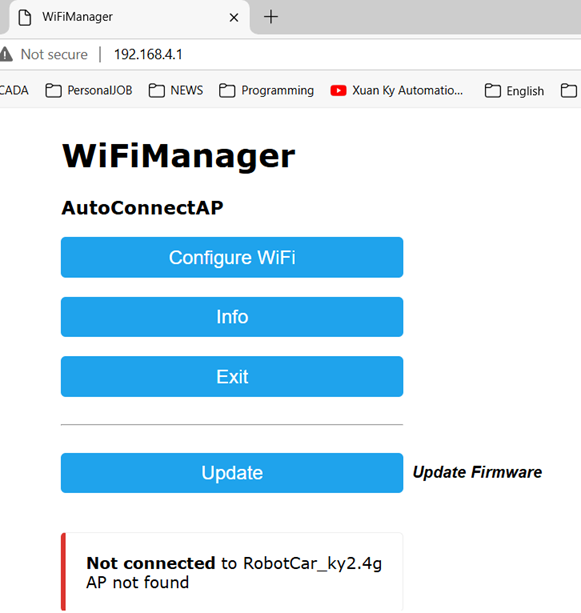 WiFiManager
Not secure | 192.168.4.1
CADA PersonalJOB NEWS Programming Xuan Ky Automatio... English
WiFiManager
AutoConnectAP
Configure WiFi
Info
Exit
Update Update Firmware
Not connected to RobotCar_ky2.4g
AP not found